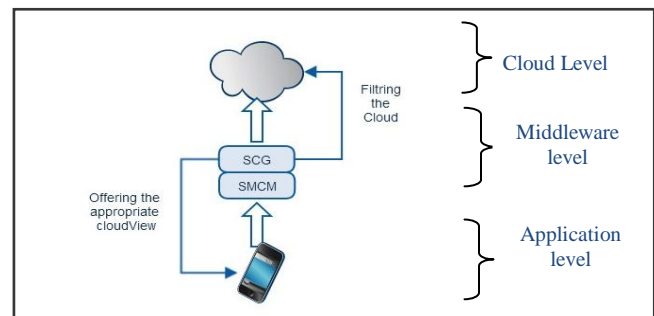 Cloud Level
Filtring
the
Cloud
Middleware
level
SCG
SMCM
Offering the
appropriate
cloudView
Application
level